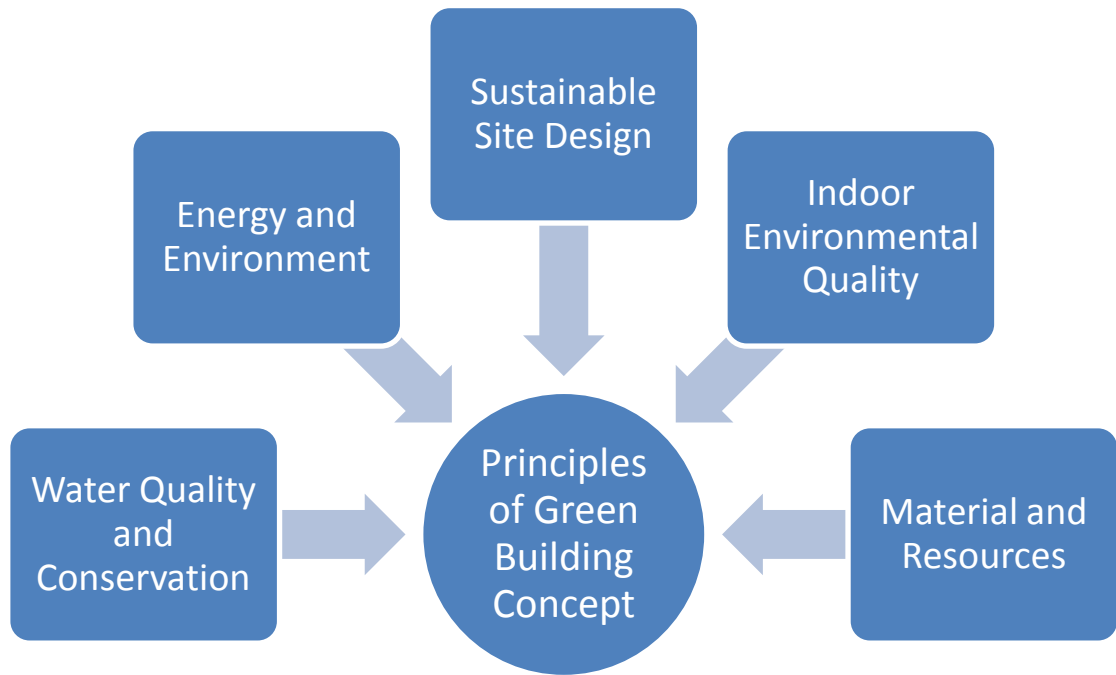 Sustainable
Site Design
Energy and
Environment
Indoor
Environmental
Quality
Water Quality
and
Conservation
Principles
of Green
Building
Concept
Material and
Resources